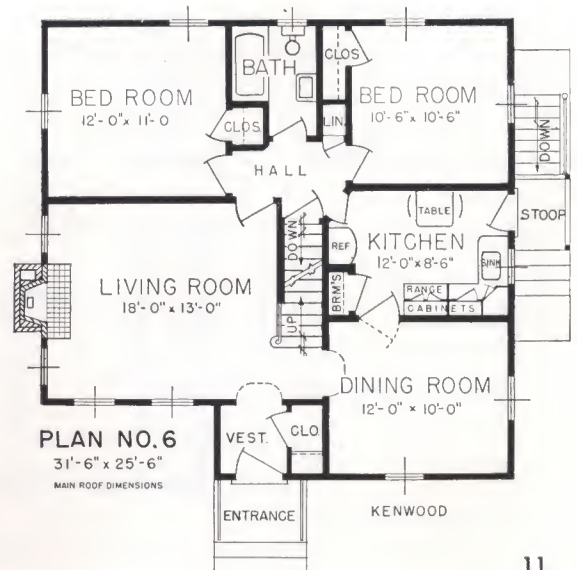 BATH
CLOS
BED ROOM
12'-0" x 11'-0
BED ROOM
10'-6" x 10'-6"
CLOS.
LIN.
DOWN
HALL
TABLE
STOOP
DOWN
REF
KITCHEN
12'-0" x 8'-6"
SINK
LIVING ROOM
18'-0" x 13'-0"
BRM'S
RANGE
CABINETS
UP
DINING ROOM
12'-0" x 10'-0"
PLAN NO. 6
31'-6" x 25'-6"
MAIN ROOF DIMENSIONS
VEST.
CLO.
ENTRANCE
KENWOOD
11